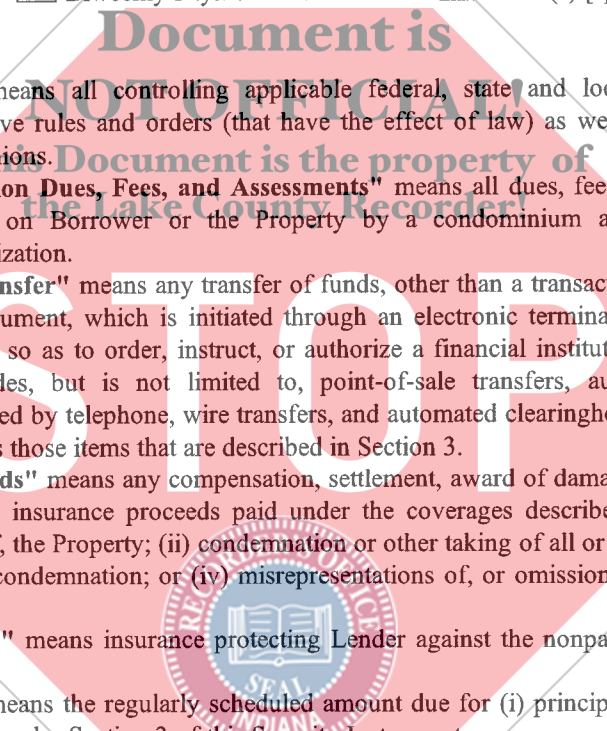 Document is
NOT OFFICIAL!
This Document is the property of
the Lake County Recorder!
STOP
means all controlling applicable federal, state and loc
ve rules and orders (that have the effect of law) as we
ions.
on Dues, Fees, and Assessments" means all dues, fee
on Borrower or the Property by a condominium a
ization.
nsfer" means any transfer of funds, other than a transac
ument, which is initiated through an electronic termina
so as to order, instruct, or authorize a financial institut
des, but is not limited to, point-of-sale transfers, au
ed by telephone, wire transfers, and automated clearingho
s those items that are described in Section 3.
ds" means any compensation, settlement, award of dama
insurance proceeds paid under the coverages describe
, the Property; (ii) condemnation or other taking of all or
condemnation; or (iv) misrepresentations of, or omission
" means insurance protecting Lender against the nonpa
means the regularly scheduled amount due for (i) princip
RECORDER'S OFFICE
SEAL
INDIANA